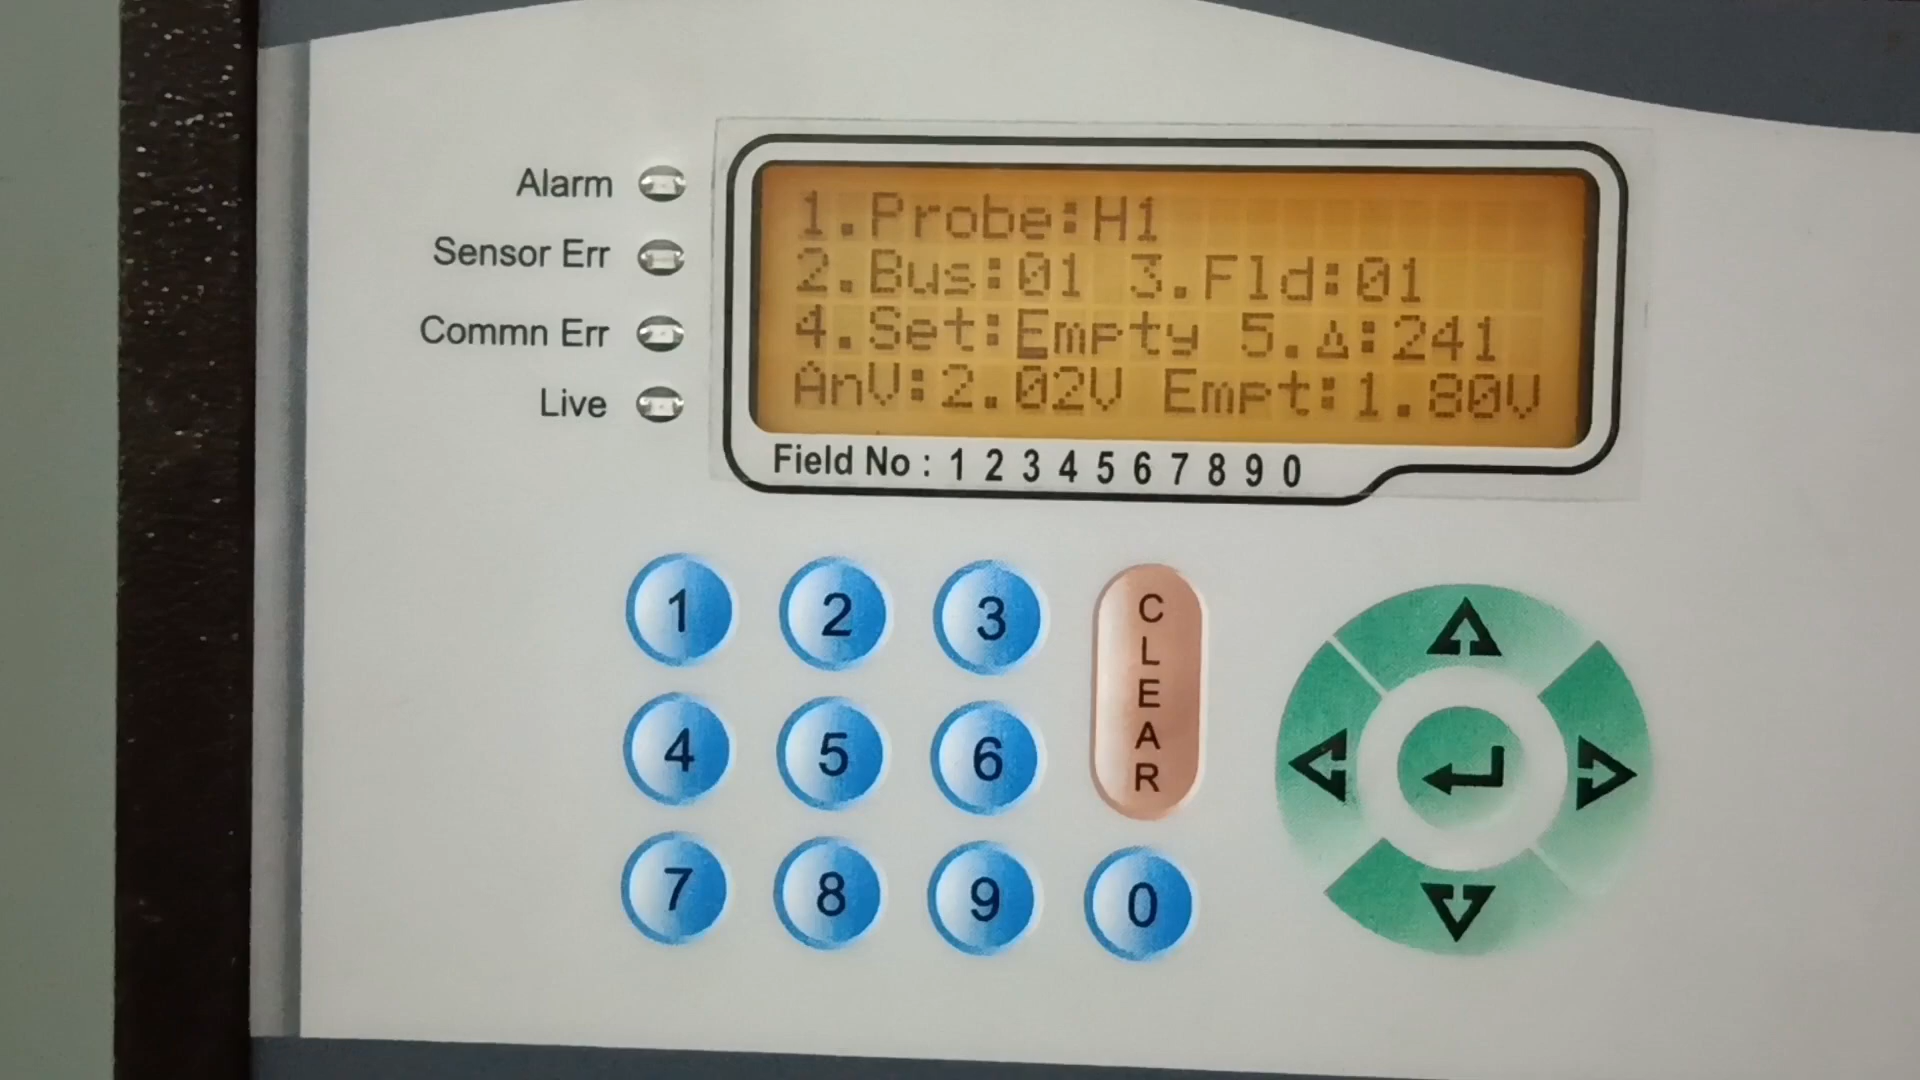 Alarm
Sensor Err
Commn Err
Live
1.Probe:H1
2.Bus:01 3.Fld:01
4.Set:Empty 5.Δ:241
AnV:2.02V Empt:1.80V
Field No : 1 2 3 4 5 6 7 8 9 0
1 2 3
4 5 6
7 8 9 0
CLEAR